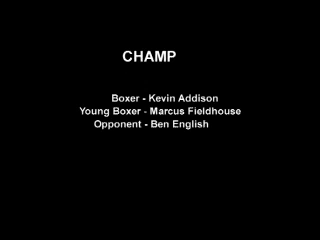 CHAMP
Boxer - Kevin Addison
Young Boxer - Marcus Fieldhouse
Opponent - Ben English